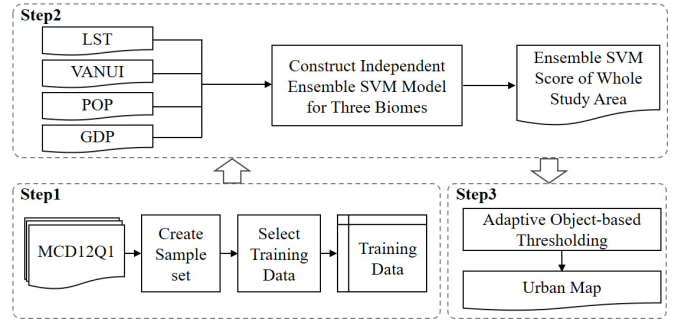 Step2
LST
VANUI
POP
GDP
Construct Independent
Ensemble SVM Model
for Three Biomes
Ensemble SVM
Score of Whole
Study Area
Step1
MCD12Q1
Create
Sample
set
Select
Training
Data
Training
Data
Step3
Adaptive Object-based
Thresholding
Urban Map